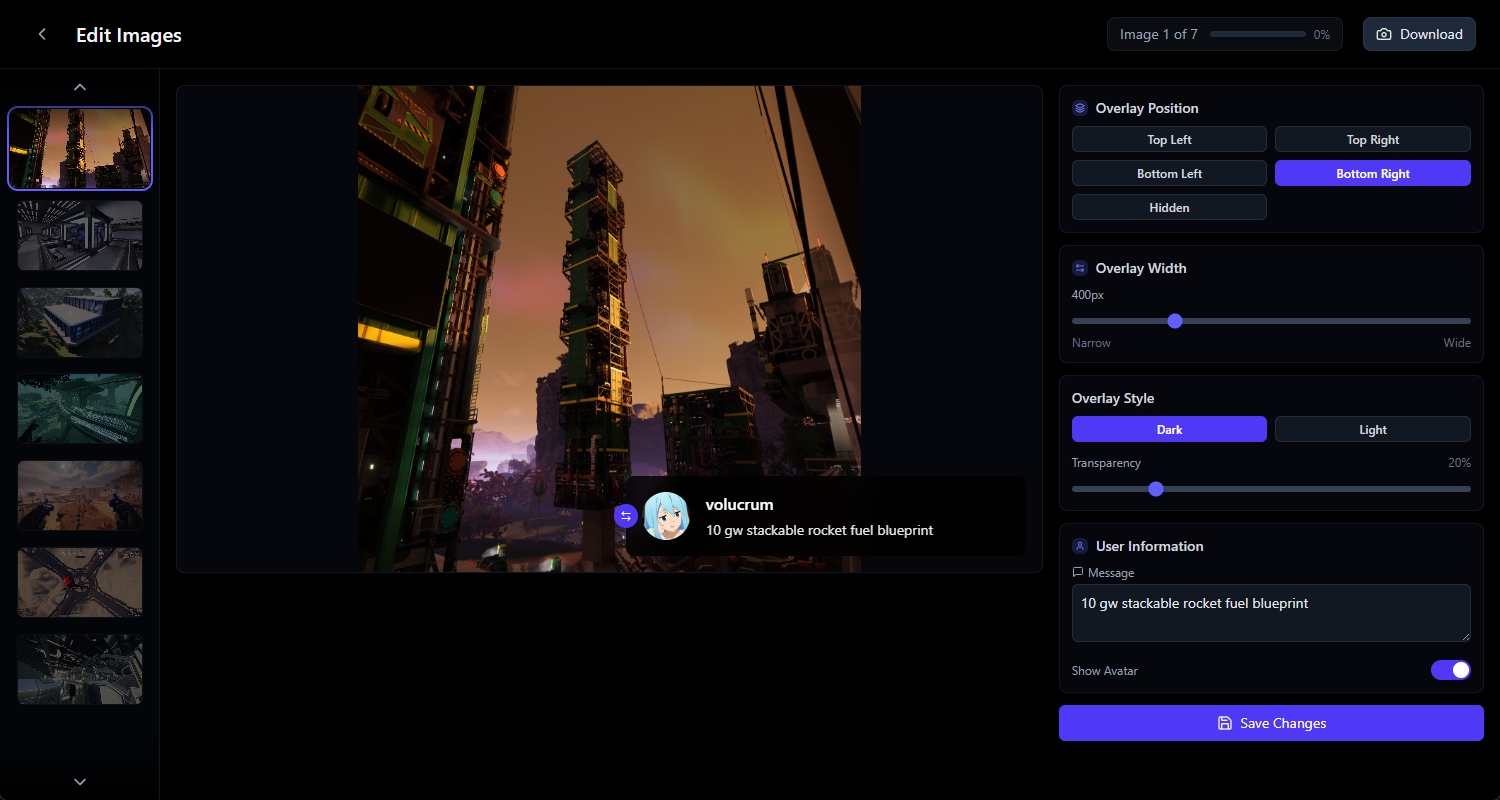 Edit Images
Image 1 of 7
0%
Download
volucrum
10 gw stackable rocket fuel blueprint
Overlay Position
Top Left
Top Right
Bottom Left
Bottom Right
Hidden
Overlay Width
400px
Narrow
Wide
Overlay Style
Dark
Light
Transparency
20%
User Information
Message
10 gw stackable rocket fuel blueprint
Show Avatar
Save Changes